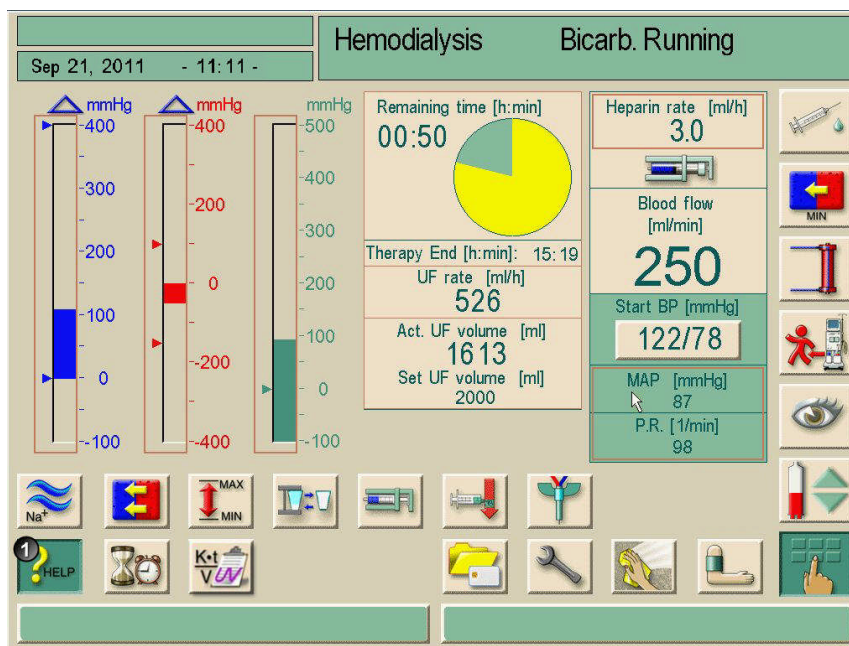 Hemodialysis Bicarb. Running
Sep 21, 2011 - 11:11 -
mmHg
400
300
200
100
0
-100
mmHg
400
200
0
-200
-400
mmHg
500
400
300
200
100
0
-100
Remaining time [h:min]
00:50
Therapy End [h:min]: 15:19
UF rate [ml/h]
526
Act. UF volume [ml]
1613
Set UF volume [ml]
2000
Heparin rate [ml/h]
3.0
Blood flow
[ml/min]
250
Start BP [mmHg]
122/78
MAP [mmHg]
87
P.R. [1/min]
98
MIN
Na+
MAX
MIN
1
? HELP
K•t
V UV